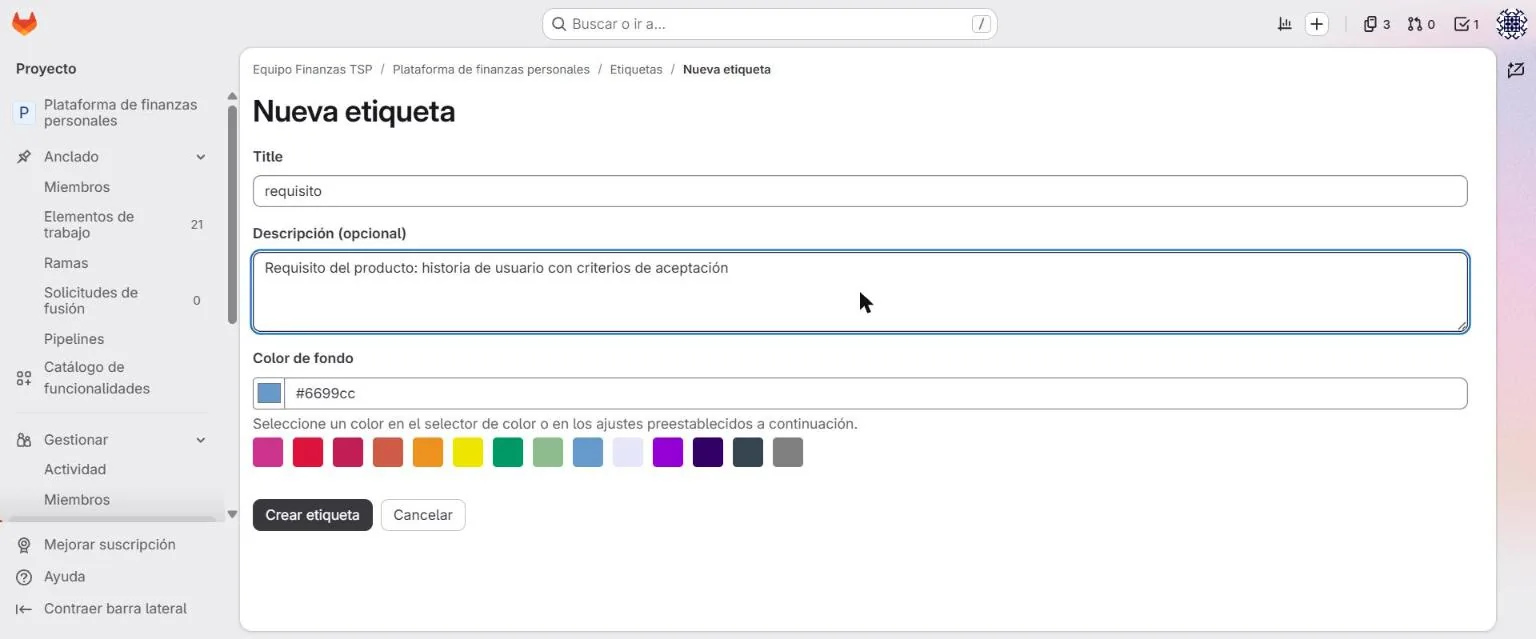 Buscar o ir a...
/
3
0
1
Proyecto
P
Plataforma de finanzas
personales
Anclado
Miembros
Elementos de
trabajo
21
Ramas
Solicitudes de
fusión
0
Pipelines
Catálogo de
funcionalidades
Gestionar
Actividad
Miembros
Mejorar suscripción
Ayuda
Contraer barra lateral
Equipo Finanzas TSP / Plataforma de finanzas personales / Etiquetas / Nueva etiqueta
Nueva etiqueta
Title
requisito
Descripción (opcional)
Requisito del producto: historia de usuario con criterios de aceptación
Color de fondo
#6699cc
Seleccione un color en el selector de color o en los ajustes preestablecidos a continuación.
Crear etiqueta
Cancelar